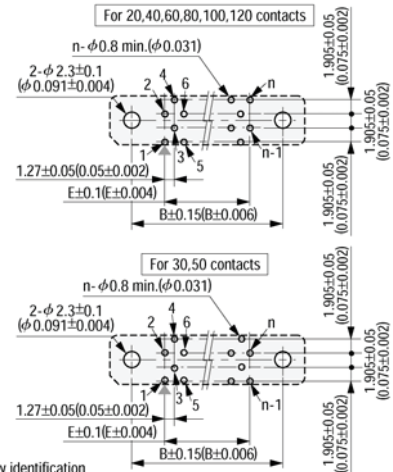 For 20,40,60,80,100,120 contacts
n-ϕ0.8 min.(ϕ0.031)
2-ϕ2.3±0.1
(ϕ0.091±0.004)
4
2
6
n
1
3
5
n-1
1.27±0.05(0.05±0.002)
E±0.1(E±0.004)
B±0.15(B±0.006)
1.905±0.05
(0.075±0.002)
1.905±0.05
(0.075±0.002)
1.905±0.05
(0.075±0.002)
For 30,50 contacts
n-ϕ0.8 min.(ϕ0.031)
2-ϕ2.3±0.1
(ϕ0.091±0.004)
4
2
6
n
1
3
5
n-1
1.27±0.05(0.05±0.002)
E±0.1(E±0.004)
B±0.15(B±0.006)
1.905±0.05
(0.075±0.002)
1.905±0.05
(0.075±0.002)
1.905±0.05
(0.075±0.002)
identification